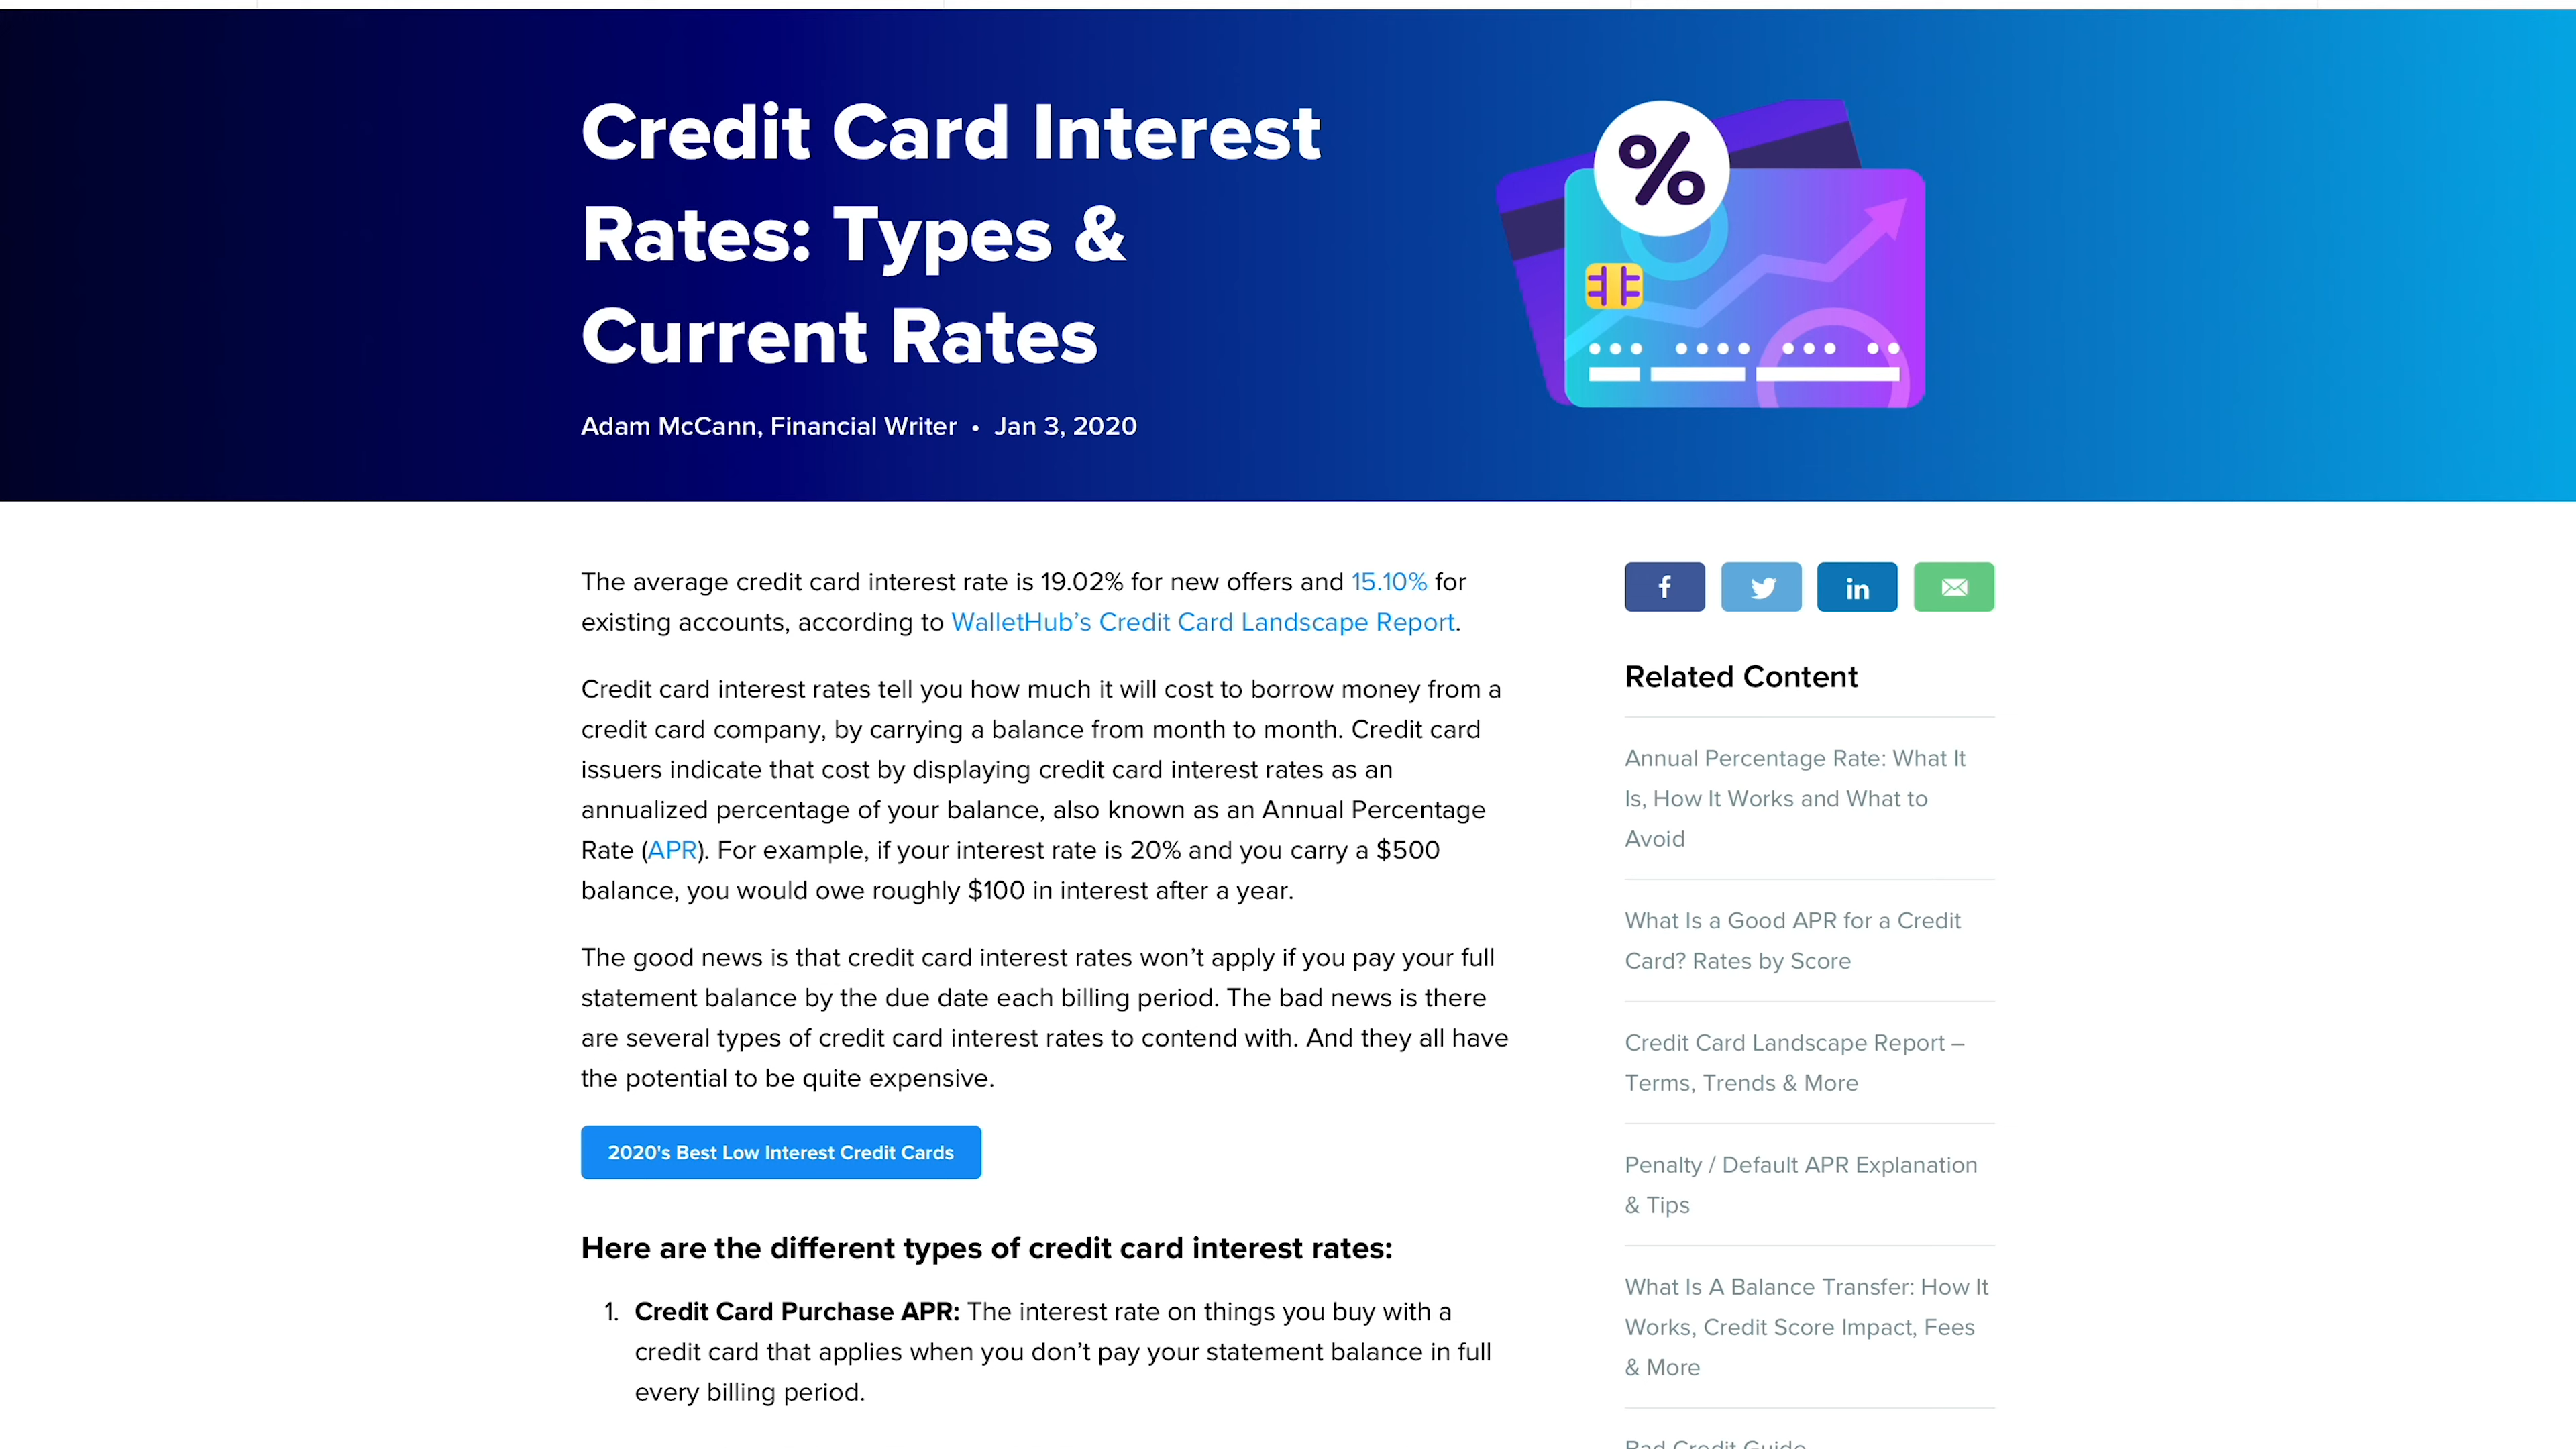 Credit Card Interest
Rates: Types &
Current Rates
Adam McCann, Financial Writer • Jan 3, 2020
%
The average credit card interest rate is 19.02% for new offers and 15.10% for
existing accounts, according to WalletHub’s Credit Card Landscape Report.
Credit card interest rates tell you how much it will cost to borrow money from a
credit card company, by carrying a balance from month to month. Credit card
issuers indicate that cost by displaying credit card interest rates as an
annualized percentage of your balance, also known as an Annual Percentage
Rate (APR). For example, if your interest rate is 20% and you carry a $500
balance, you would owe roughly $100 in interest after a year.
The good news is that credit card interest rates won’t apply if you pay your full
statement balance by the due date each billing period. The bad news is there
are several types of credit card interest rates to contend with. And they all have
the potential to be quite expensive.
2020's Best Low Interest Credit Cards
Here are the different types of credit card interest rates:
1. Credit Card Purchase APR: The interest rate on things you buy with a
credit card that applies when you don’t pay your statement balance in full
every billing period.
f
in
Related Content
Annual Percentage Rate: What It
Is, How It Works and What to
Avoid
What Is a Good APR for a Credit
Card? Rates by Score
Credit Card Landscape Report –
Terms, Trends & More
Penalty / Default APR Explanation
& Tips
What Is A Balance Transfer: How It
Works, Credit Score Impact, Fees
& More
Bad Credit Guide